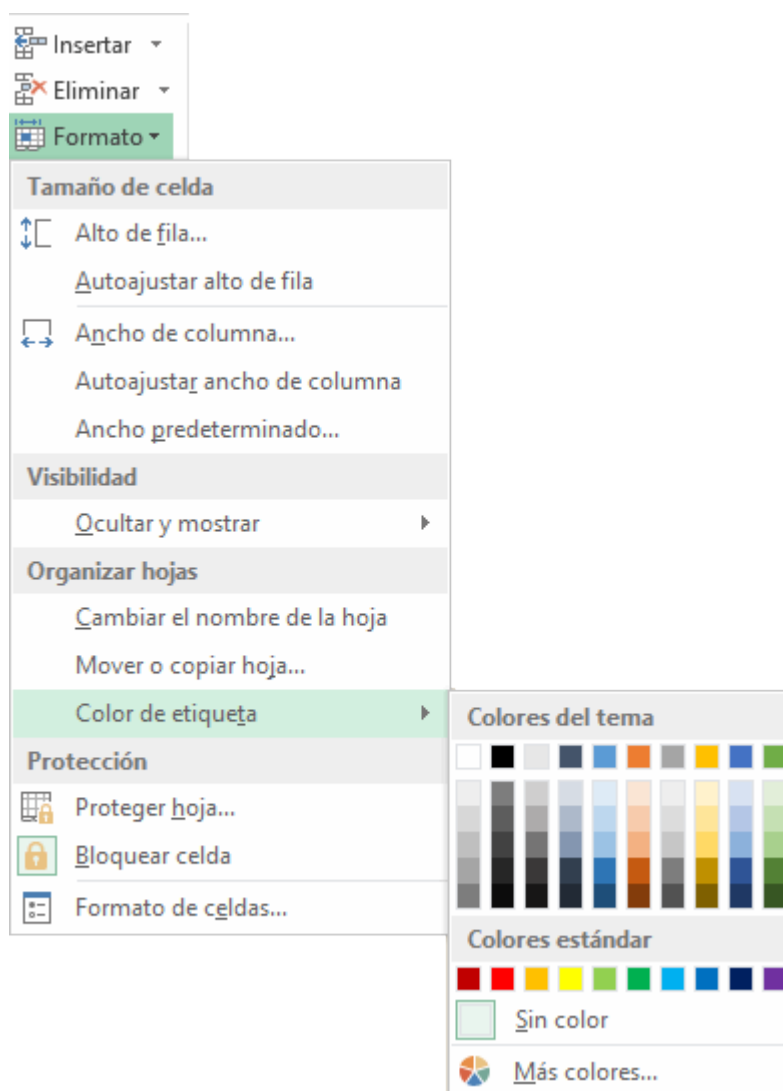 Insertar
Eliminar
Formato
Tamaño de celda
Alto de fila...
Autoajustar alto de fila
Ancho de columna...
Autoajustar ancho de columna
Ancho predeterminado...
Visibilidad
Ocultar y mostrar
Organizar hojas
Cambiar el nombre de la hoja
Mover o copiar hoja...
Color de etiqueta
Protección
Proteger hoja...
Bloquear celda
Formato de celdas...
Colores del tema
Colores estándar
Sin color
Más colores...